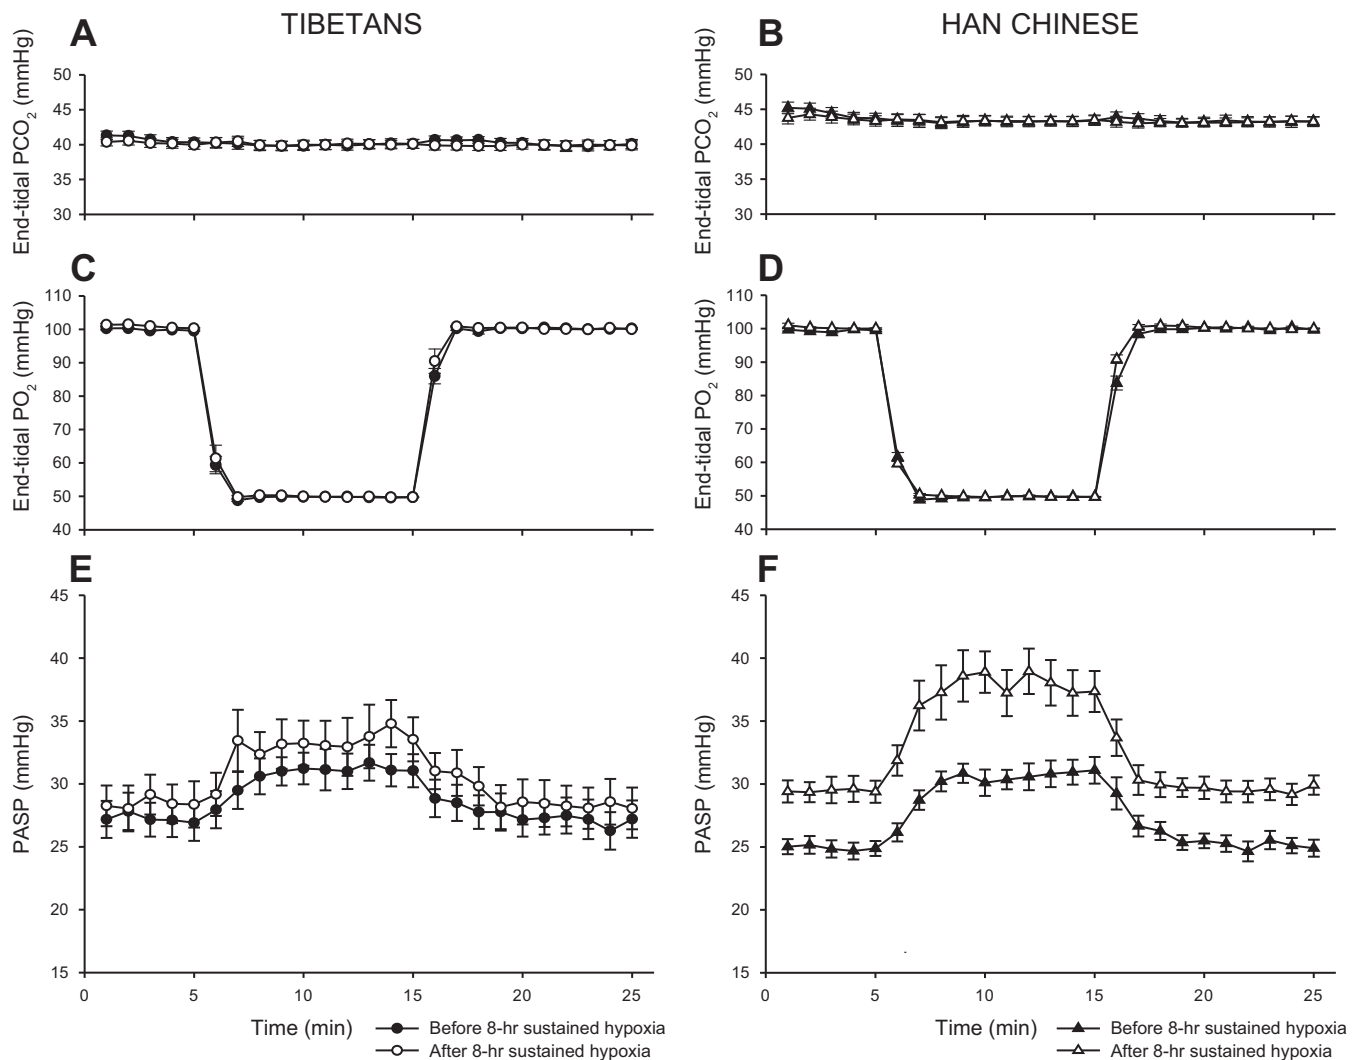 TIBETANS
HAN CHINESE
A
End-tidal PCO2 (mmHg)
50
45
40
35
30
B
End-tidal PCO2 (mmHg)
50
45
40
35
30
C
End-tidal PO2 (mmHg)
110
100
90
80
70
60
50
40
D
End-tidal PO2 (mmHg)
110
100
90
80
70
60
50
40
E
PASP (mmHg)
45
40
35
30
25
20
15
0 5 10 15 20 25
Time (min)
Before 8-hr sustained hypoxia
After 8-hr sustained hypoxia
F
PASP (mmHg)
45
40
35
30
25
20
15
0 5 10 15 20 25
Time (min)
Before 8-hr sustained hypoxia
After 8-hr sustained hypoxia